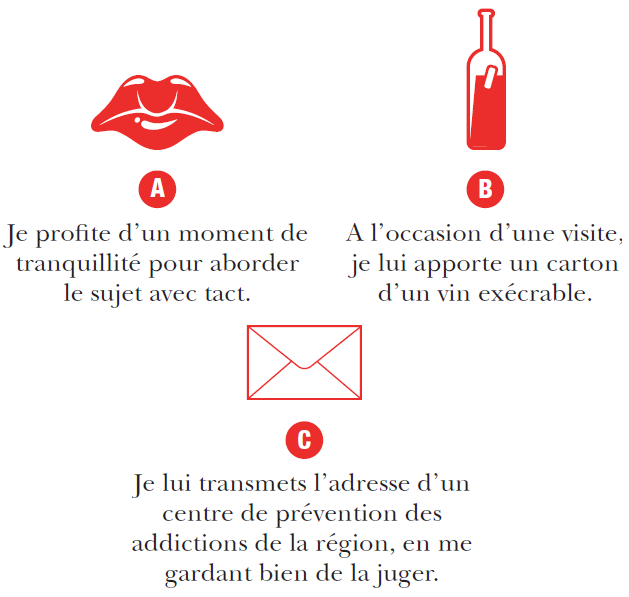 A
Je profite d’un moment de
tranquillité pour aborder
le sujet avec tact.
B
A l’occasion d’une visite,
je lui apporte un carton
d’un vin exécrable.
C
Je lui transmets l’adresse d’un
centre de prévention des
addictions de la région, en me
gardant bien de la juger.